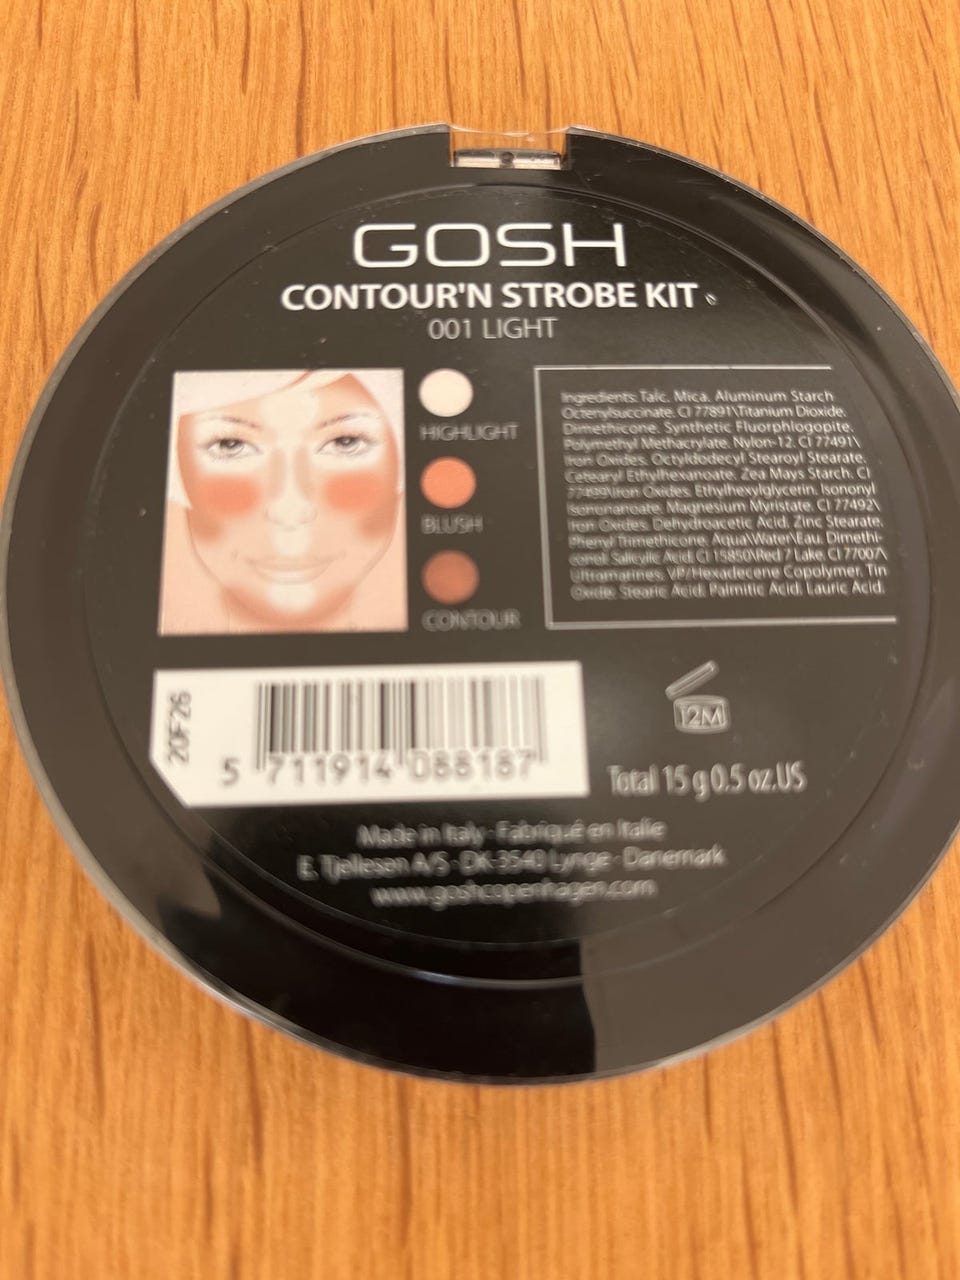 GOSH
CONTOUR'N STROBE KIT
001 LIGHT
HIGHLIGHT
BLUSH
CONTOUR
Ingredients: Talc, Mica, Aluminum Starch
Octenylsuccinate, CI 77891\Titanium Dioxide,
Dimethicone, Synthetic Fluorphlogopite,
Polymethyl Methacrylate, Nylon-12, CI 77491\
Iron Oxides, Octyldodecyl Stearoyl Stearate,
Cetearyl Ethylhexanoate, Zea Mays Starch, CI
77499\Iron Oxides, Ethylhexylglycerin, Isononyl
Isononanoate, Magnesium Myristate, CI 77492\
Iron Oxides, Dehydroacetic Acid, Zinc Stearate,
Phenyl Trimethicone, Aqua\Water\Eau, Dimethi-
conol, Salicylic Acid, CI 15850\Red 7 Lake, CI 77007\
Ultramarines, VP/Hexadecene Copolymer, Tin
Oxide, Stearic Acid, Palmitic Acid, Lauric Acid.
20F26
5 711914 088187
12M
Total 15 g 0.5 oz.US
Made in Italy · Fabriqué en Italie
E. Tjellesen A/S · DK-3540 Lynge · Danemark
www.goshcopenhagen.com